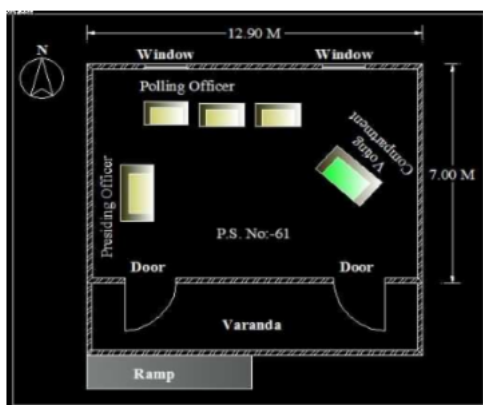 12.90 M
N
Window
Window
Polling Officer
Voting
Compartment
7.00 M
Presiding Officer
P.S. No:-61
Door
Door
Varanda
Ramp